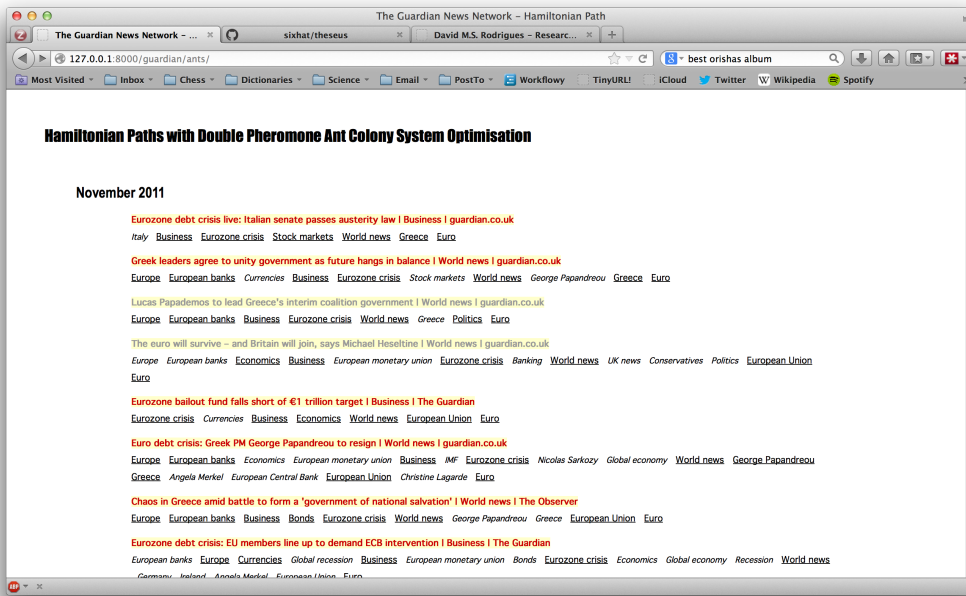 The Guardian News Network – Hamiltonian Path
The Guardian News Network – ...
sixhat/theseus
David M.S. Rodrigues – Researc...
127.0.0.1:8000/guardian/ants/
best orishas album
Most Visited Inbox Chess Dictionaries Science Email PostTo Workflowy TinyURL! iCloud Twitter Wikipedia Spotify
Hamiltonian Paths with Double Pheromone Ant Colony System Optimisation
November 2011
Eurozone debt crisis live: Italian senate passes austerity law | Business | guardian.co.uk
Italy Business Eurozone crisis Stock markets World news Greece Euro
Greek leaders agree to unity government as future hangs in balance | World news | guardian.co.uk
Europe European banks Currencies Business Eurozone crisis Stock markets World news George Papandreou Greece Euro
Lucas Papademos to lead Greece's interim coalition government | World news | guardian.co.uk
Europe European banks Business Eurozone crisis World news Greece Politics Euro
The euro will survive – and Britain will join, says Michael Heseltine | World news | guardian.co.uk
Europe European banks Economics Business European monetary union Eurozone crisis Banking World news UK news Conservatives Politics European Union
Euro
Eurozone bailout fund falls short of €1 trillion target | Business | The Guardian
Eurozone crisis Currencies Business Economics World news European Union Euro
Euro debt crisis: Greek PM George Papandreou to resign | World news | guardian.co.uk
Europe European banks Economics European monetary union Business IMF Eurozone crisis Nicolas Sarkozy Global economy World news George Papandreou
Greece Angela Merkel European Central Bank European Union Christine Lagarde Euro
Chaos in Greece amid battle to form a 'government of national salvation' | World news | The Observer
Europe European banks Business Bonds Eurozone crisis World news George Papandreou Greece European Union Euro
Eurozone debt crisis: EU members line up to demand ECB intervention | Business | The Guardian
European banks Europe Currencies Global recession Business European monetary union Bonds Eurozone crisis Economics Global economy Recession World news
Germany Ireland Angela Merkel European Union Euro
ABP